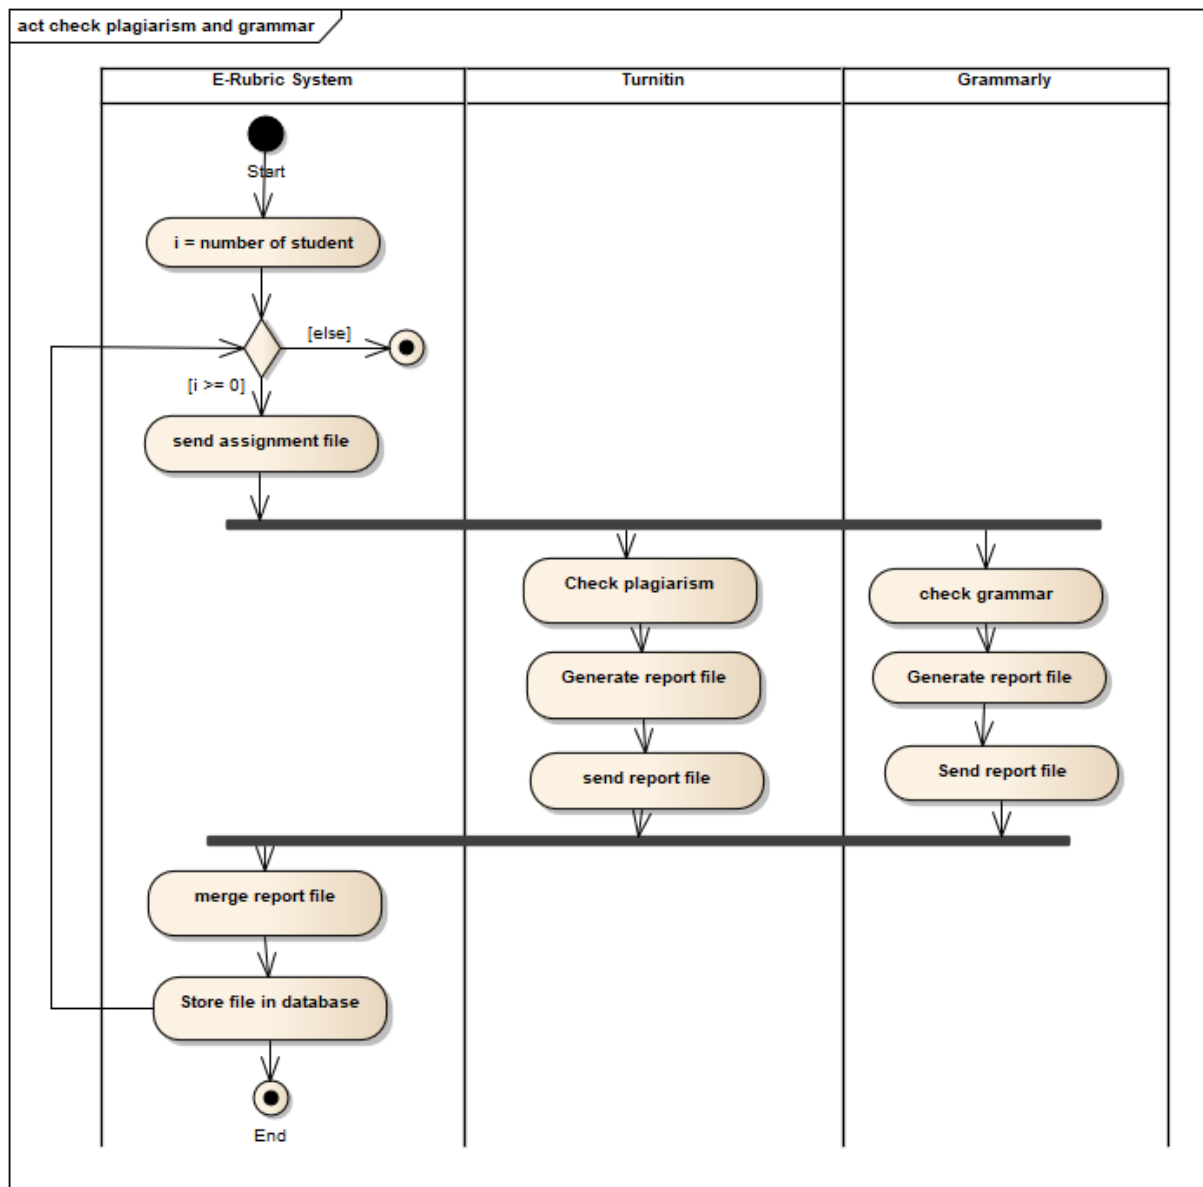 act check plagiarism and grammar
E-Rubric System
Turnitin
Grammarly
Start
i = number of student
[else]
[i >= 0]
send assignment file
Check plagiarism
check grammar
Generate report file
Generate report file
send report file
Send report file
merge report file
Store file in database
End